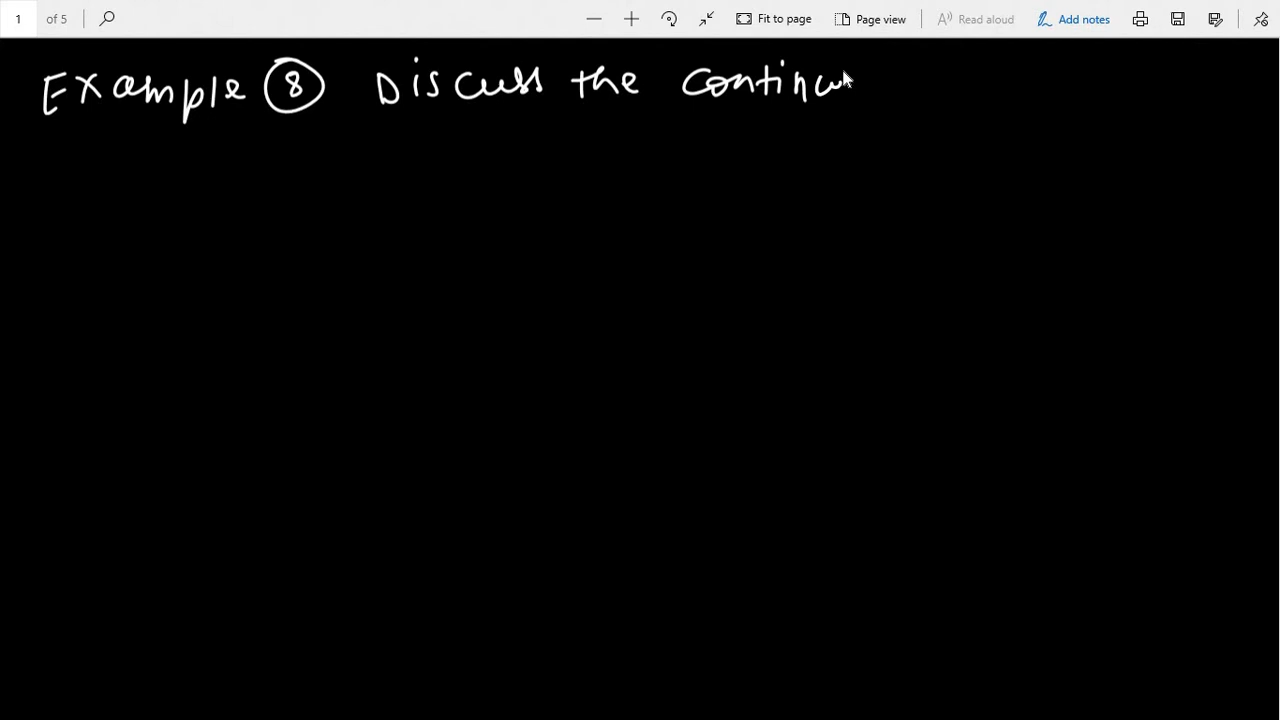 1 of 5 Fit to page Page view Read aloud Add notes
Example 8 Discuss the continu